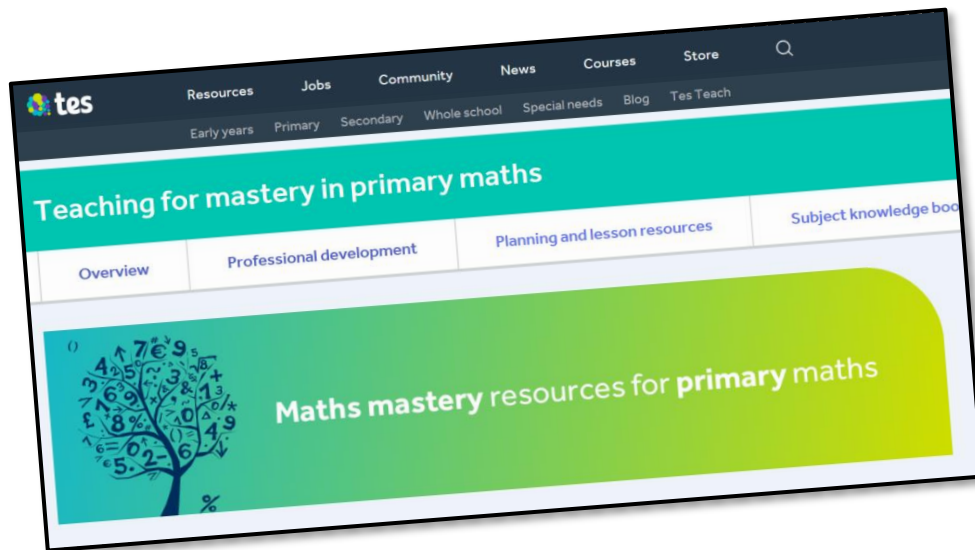 tes
Resources Jobs Community News Courses Store
Early years Primary Secondary Whole school Special needs Blog Tes Teach
Teaching for mastery in primary maths
Overview Professional development Planning and lesson resources Subject knowledge boo
Maths mastery resources for primary maths